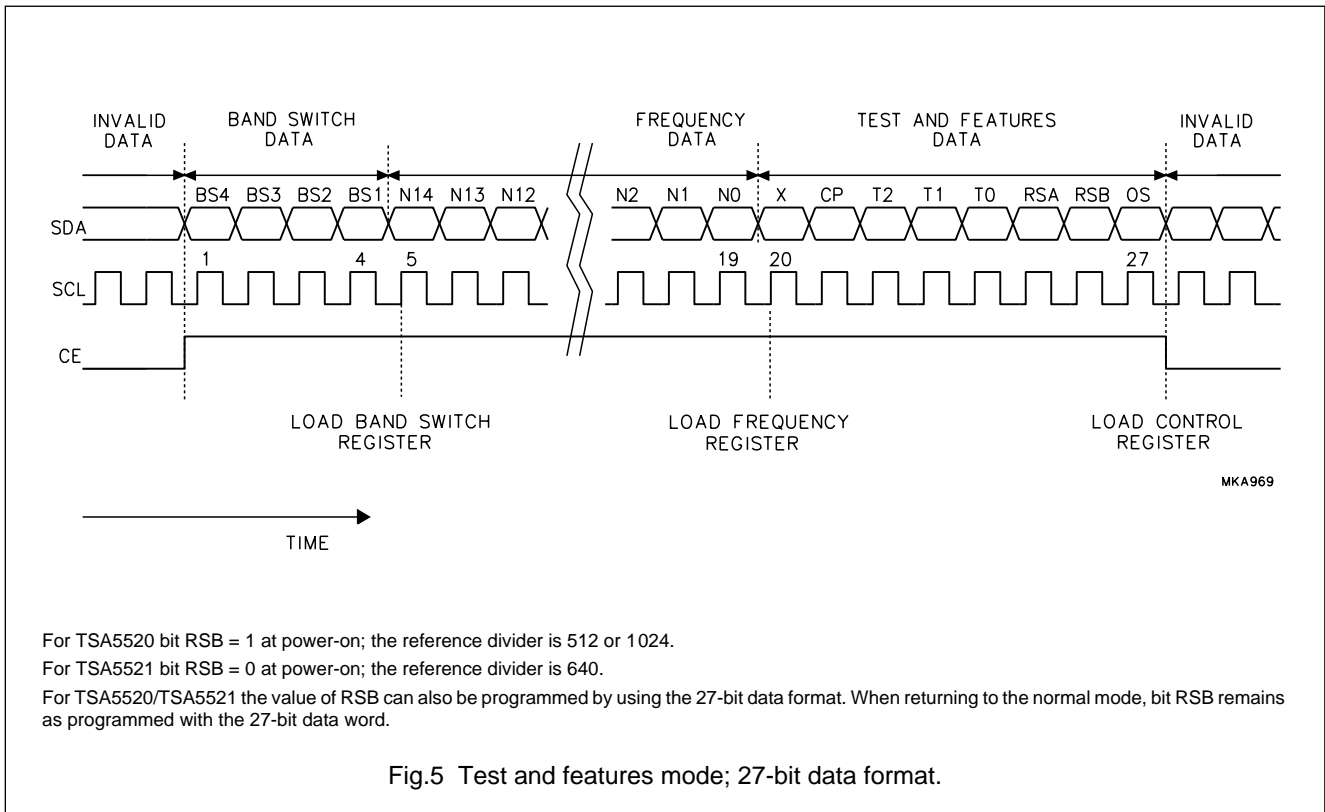 INVALID DATA
BAND SWITCH DATA
FREQUENCY DATA
TEST AND FEATURES DATA
INVALID DATA
BS4 BS3 BS2 BS1 N14 N13 N12 N2 N1 N0 X CP T2 T1 T0 RSA RSB OS
SDA
1 4 5 19 20 27
SCL
CE
LOAD BAND SWITCH REGISTER
LOAD FREQUENCY REGISTER
LOAD CONTROL REGISTER
MKA969
TIME
For TSA5520 bit RSB = 1 at power-on; the reference divider is 512 or 1024.
For TSA5521 bit RSB = 0 at power-on; the reference divider is 640.
For TSA5520/TSA5521 the value of RSB can also be programmed by using the 27-bit data format. When returning to the normal mode, bit RSB remains
as programmed with the 27-bit data word.
Fig.5 Test and features mode; 27-bit data format.